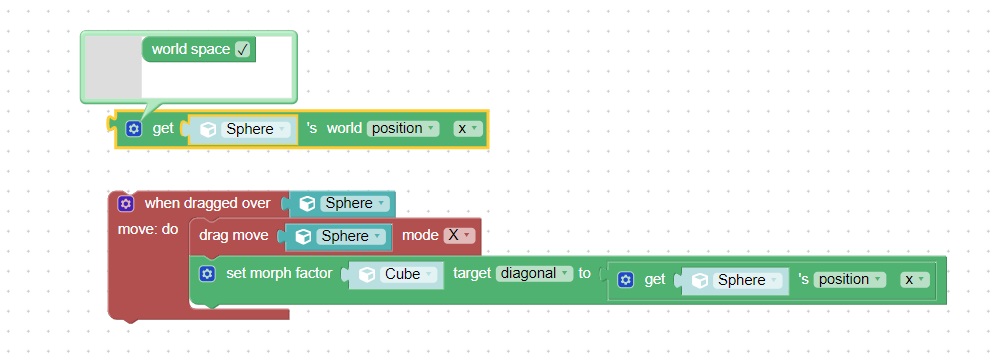 world space ✓
get Sphere 's world position x
when dragged over Sphere
move: do drag move Sphere mode X
set morph factor Cube target diagonal to get Sphere 's position x